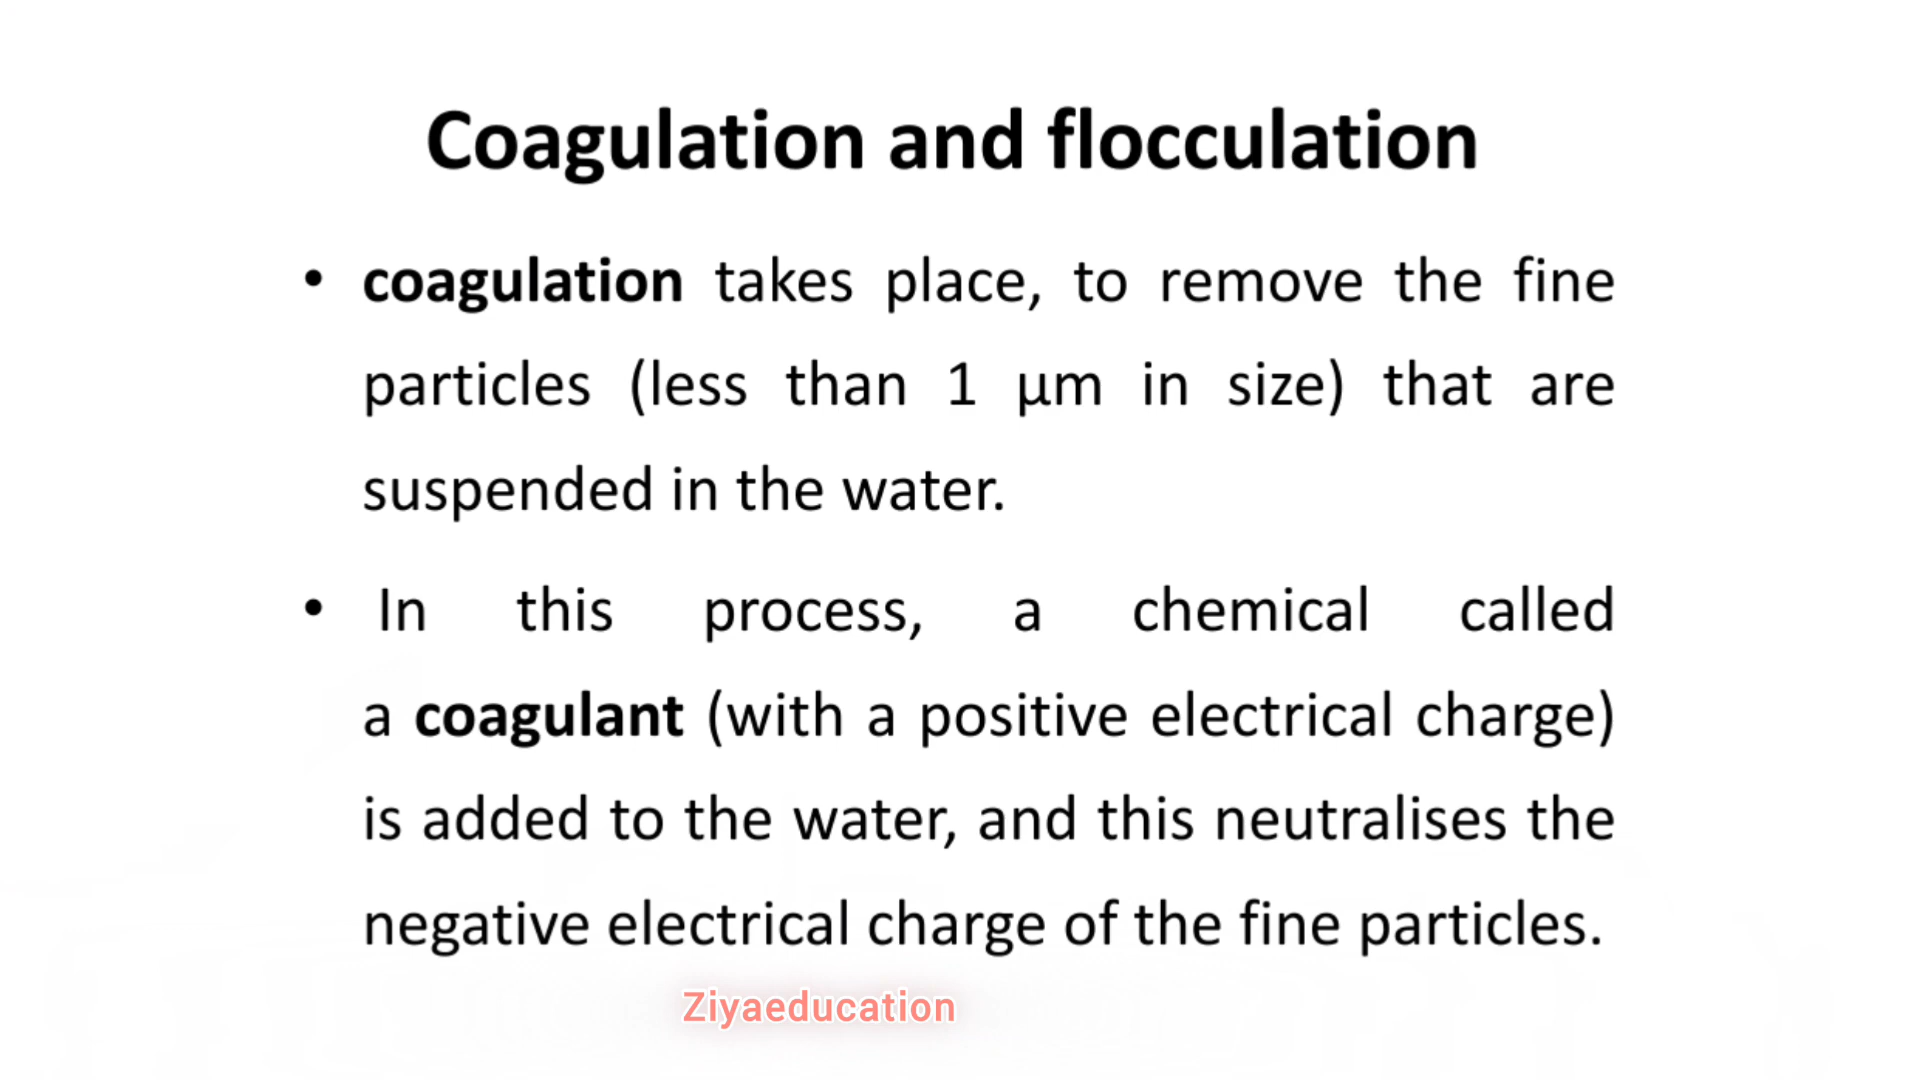 Coagulation and flocculation
• coagulation takes place, to remove the fine
particles (less than 1 µm in size) that are
suspended in the water.
• In this process, a chemical called
a coagulant (with a positive electrical charge)
is added to the water, and this neutralises the
negative electrical charge of the fine particles.
Ziyaeducation